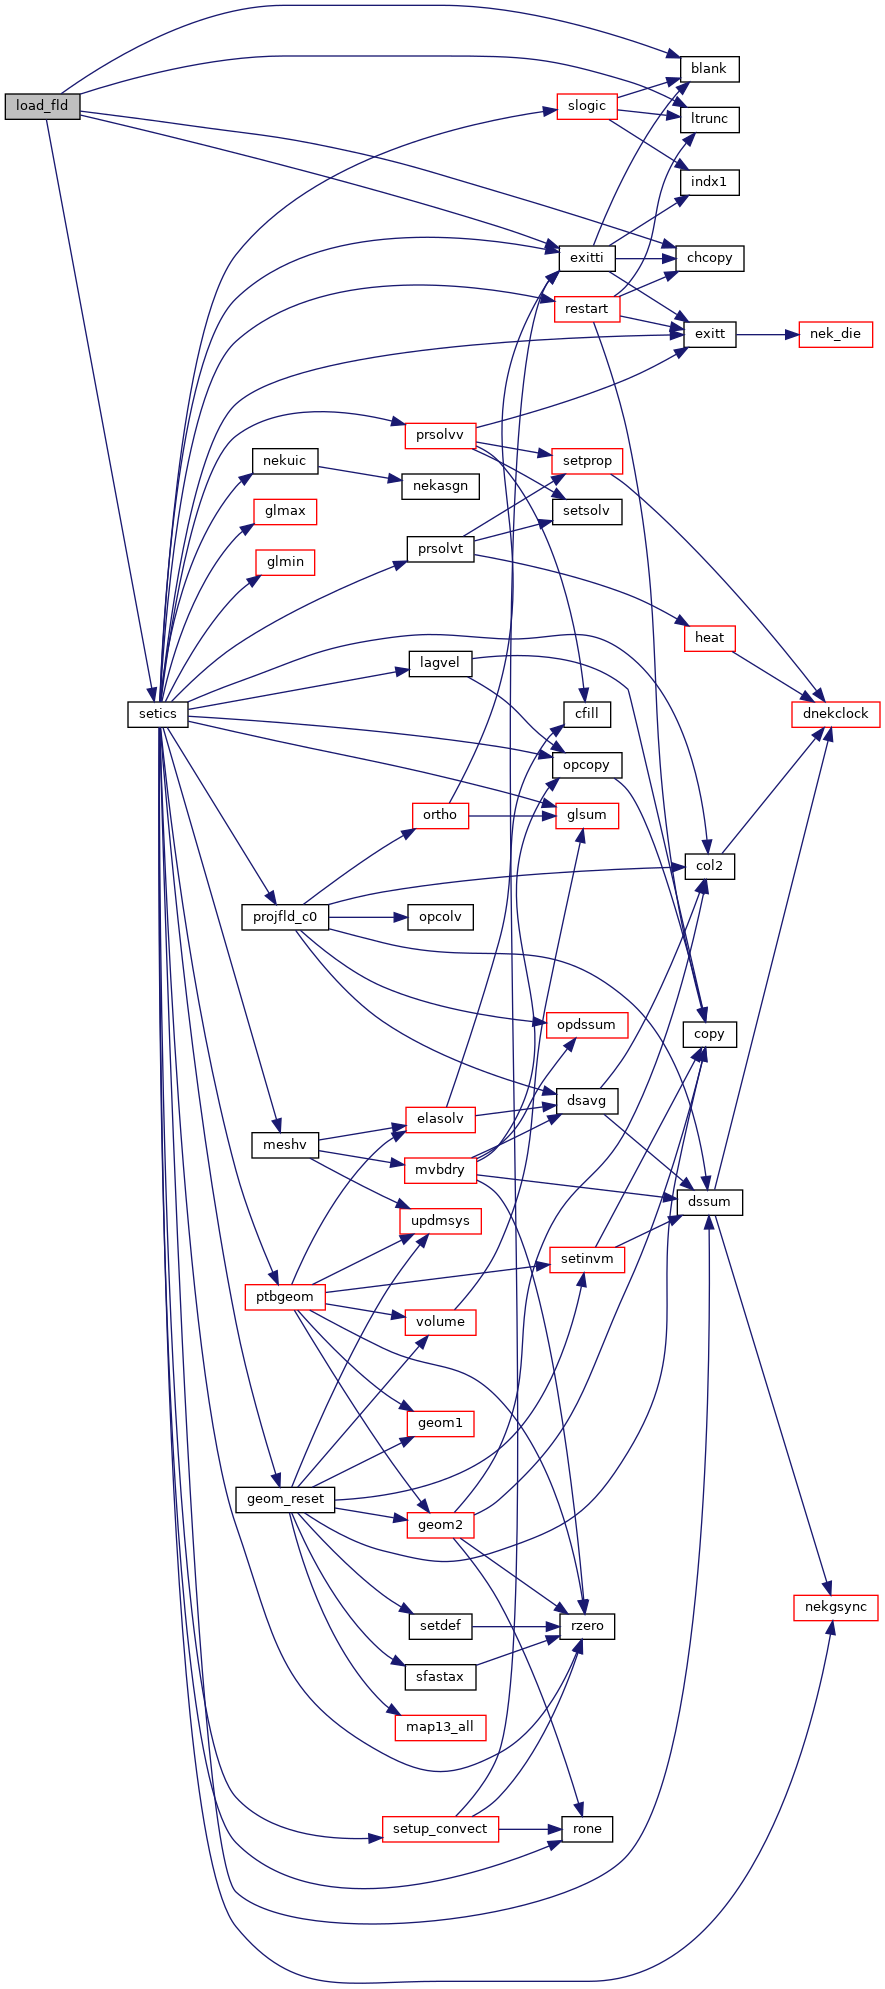 load_fld
blank
slogic
ltrunc
indx1
exitti
chcopy
restart
exitt
nek_die
prsolvv
nekuic
setprop
nekasgn
glmax
setsolv
prsolvt
glmin
heat
lagvel
setics
cfill
dnekclock
opcopy
ortho
glsum
col2
projfld_c0
opcolv
opdssum
copy
dsavg
elasolv
meshv
mvbdry
dssum
updmsys
setinvm
ptbgeom
volume
geom1
geom_reset
geom2
nekgsync
setdef
rzero
sfastax
map13_all
setup_convect
rone